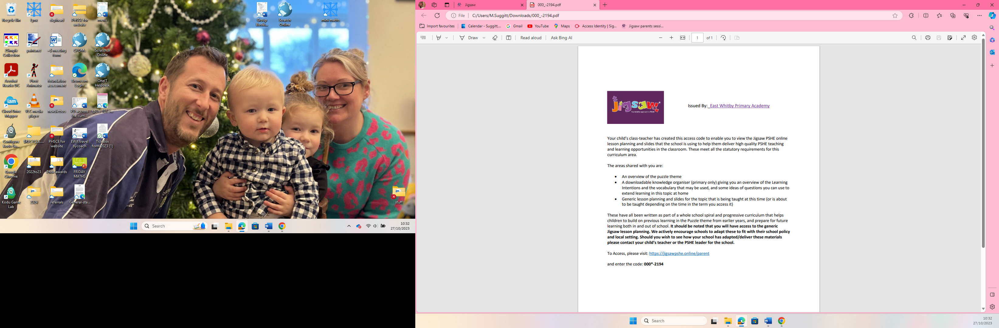 Recycle Bin
Lynx
dephead
PHSCE for
website
menu
Group
Booki...
Scratch
Online
mini maths
2Simple
Collection
paintnet
~$ meeting
form
CPOMs
Scratch Jr
Online
Acrobat
Reader DC
Pivot
Animator
foundation
assessment
Bromcom
Login
OneIT
Helpdesk
iam
Cloud Drive
Mapper
VLC media
player
newsletters
PD accross
the curri...
tp2-s-101-s...
Configure
Kodu Ga...
$RECYCLE....
PHSCE for
website
EWA travel
bycoach
Tick Box
form 2023 (1)
Google
Chrome
2022to23
Pride awards
FRIDAY
MATHS
Kodu Game
Lab
2324
referrals
General-sta...
stuff
Search
10:32
27/10/2023
Jigsaw
000_-2194.pdf
File
C:/Users/M.Suggitt/Downloads/000_-2194.pdf
Import favourites
Calendar - Suggitt,...
Gmail
YouTube
Maps
Access Identity | Sig...
Jigsaw parents sessi...
Draw
Read aloud
Ask Bing AI
1
of 1
Jigsaw
The mindful approach to PSHE
Issued By:_East Whitby Primary Academy
Your child's class-teacher has created this access code to enable you to view the Jigsaw PSHE online
lesson planning and slides that the school is using to help them deliver high quality PSHE teaching
and learning opportunities in the classroom. These meet all the statutory requirements for this
curriculum area.
The areas shared with you are:
• An overview of the puzzle theme
• A downloadable knowledge organiser (primary only) giving you an overview of the Learning
Intentions and the vocabulary that may be used, and some ideas of questions you can use to
extend learning in this topic at home
• Generic lesson planning and slides for the topic that is being taught at this time (or is about
to be taught depending on the time in the term you access it)
These have all been written as part of a whole school spiral and progressive curriculum that helps
children to build on previous learning in the Puzzle theme from earlier years, and prepare for future
learning both in and out of school. It should be noted that you will have access to the generic
Jigsaw lesson planning. We actively encourage schools to adapt these to fit with their school policy
and local setting. Should you wish to see how your school has adapted/deliver these materials
please contact your child's teacher or the PSHE leader for the school.
To Access, please visit: https://jigsawpshe.online/parent
and enter the code: 000*-2194
Search
10:32
27/10/2023